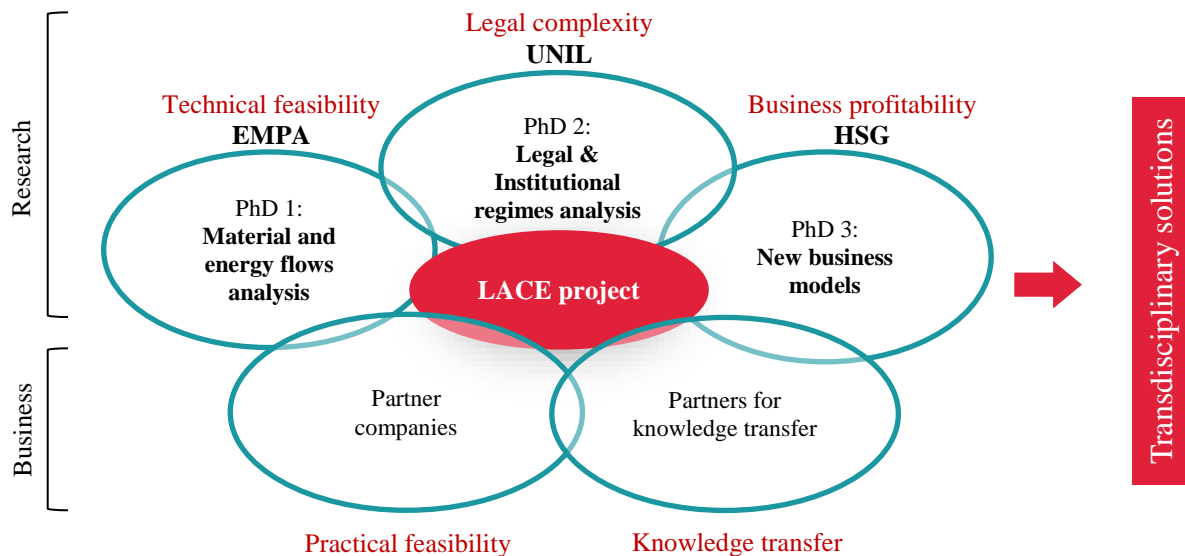 Legal complexity
UNIL
Technical feasibility
EMPA
Business profitability
HSG
Research
PhD 1:
Material and
energy flows
analysis
PhD 2:
Legal &
Institutional
regimes analysis
PhD 3:
New business
models
LACE project
Transdisciplinary solutions
Business
Partner
companies
Partners for
knowledge transfer
Practical feasibility
Knowledge transfer